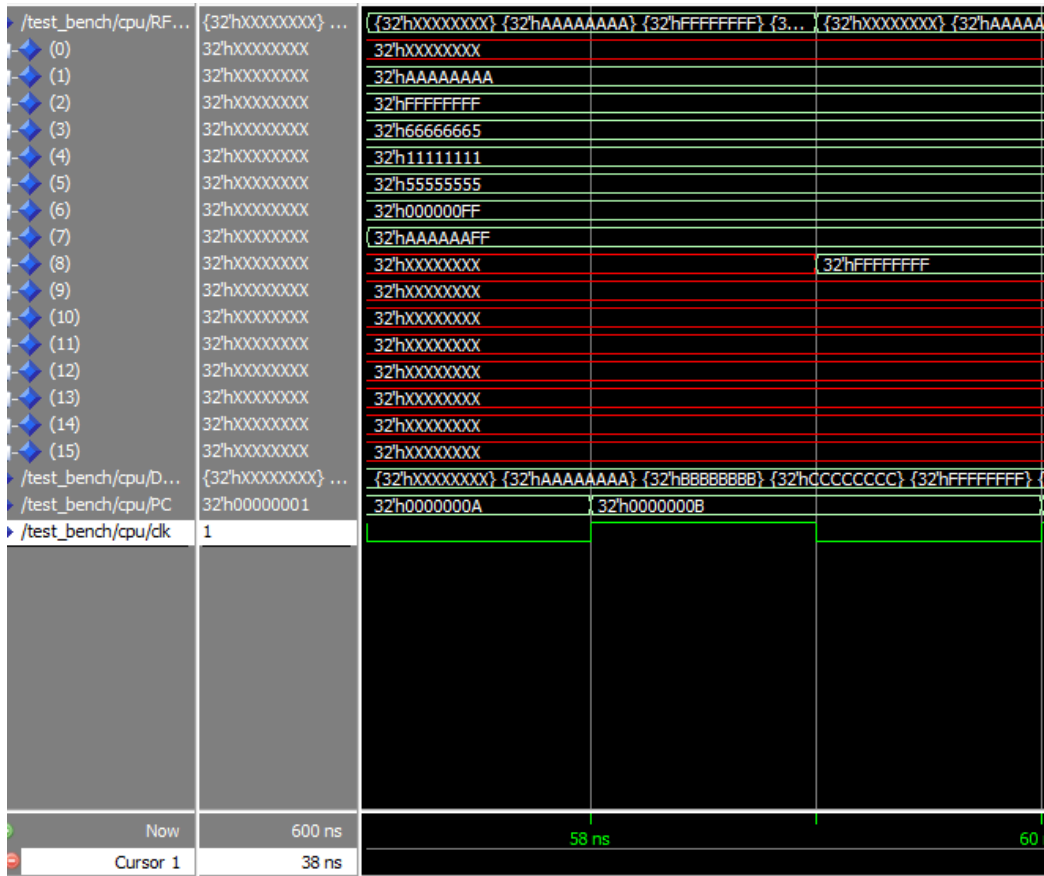 /test_bench/cpu/RF... {32'hXXXXXXXX} ... {32'hXXXXXXXX} {32'hAAAAAAAA} {32'hFFFFFFFF} {3... {32'hXXXXXXXX} {32'hAAAAA
(0) 32'hXXXXXXXX 32'hXXXXXXXX
(1) 32'hXXXXXXXX 32'hAAAAAAAA
(2) 32'hXXXXXXXX 32'hFFFFFFFF
(3) 32'hXXXXXXXX 32'h66666665
(4) 32'hXXXXXXXX 32'h11111111
(5) 32'hXXXXXXXX 32'h55555555
(6) 32'hXXXXXXXX 32'h000000FF
(7) 32'hXXXXXXXX 32'hAAAAAAFF
(8) 32'hXXXXXXXX 32'hXXXXXXXX 32'hFFFFFFFF
(9) 32'hXXXXXXXX 32'hXXXXXXXX
(10) 32'hXXXXXXXX 32'hXXXXXXXX
(11) 32'hXXXXXXXX 32'hXXXXXXXX
(12) 32'hXXXXXXXX 32'hXXXXXXXX
(13) 32'hXXXXXXXX 32'hXXXXXXXX
(14) 32'hXXXXXXXX 32'hXXXXXXXX
(15) 32'hXXXXXXXX 32'hXXXXXXXX
/test_bench/cpu/D... {32'hXXXXXXXX} ... {32'hXXXXXXXX} {32'hAAAAAAAA} {32'hBBBBBBBB} {32'hCCCCCCCC} {32'hFFFFFFFF} {
/test_bench/cpu/PC 32'h00000001 32'h0000000A 32'h0000000B
/test_bench/cpu/clk 1
Now 600 ns 58 ns 60
Cursor 1 38 ns